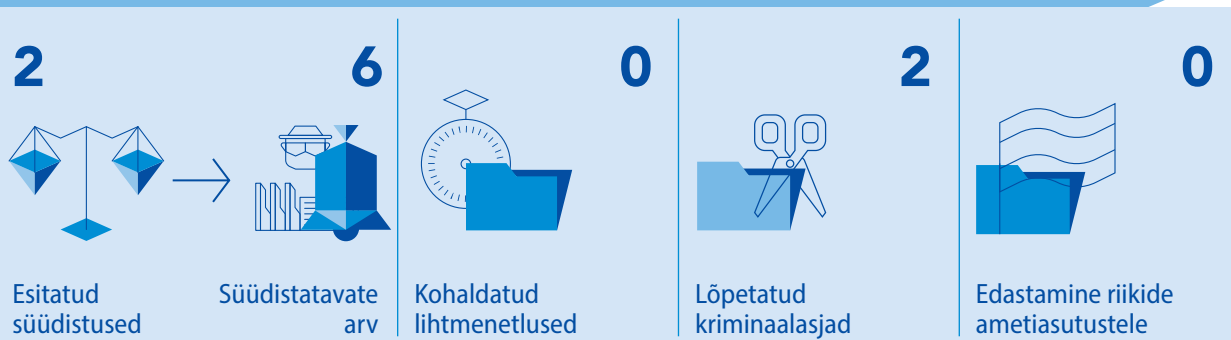 2
6
0
2
0
Esitatud
süüdistused
Süüdistatavate
arv
Kohaldatud
lihtmenetlused
Lõpetatud
kriminaalasjad
Edastamine riikide
ametiasutustele